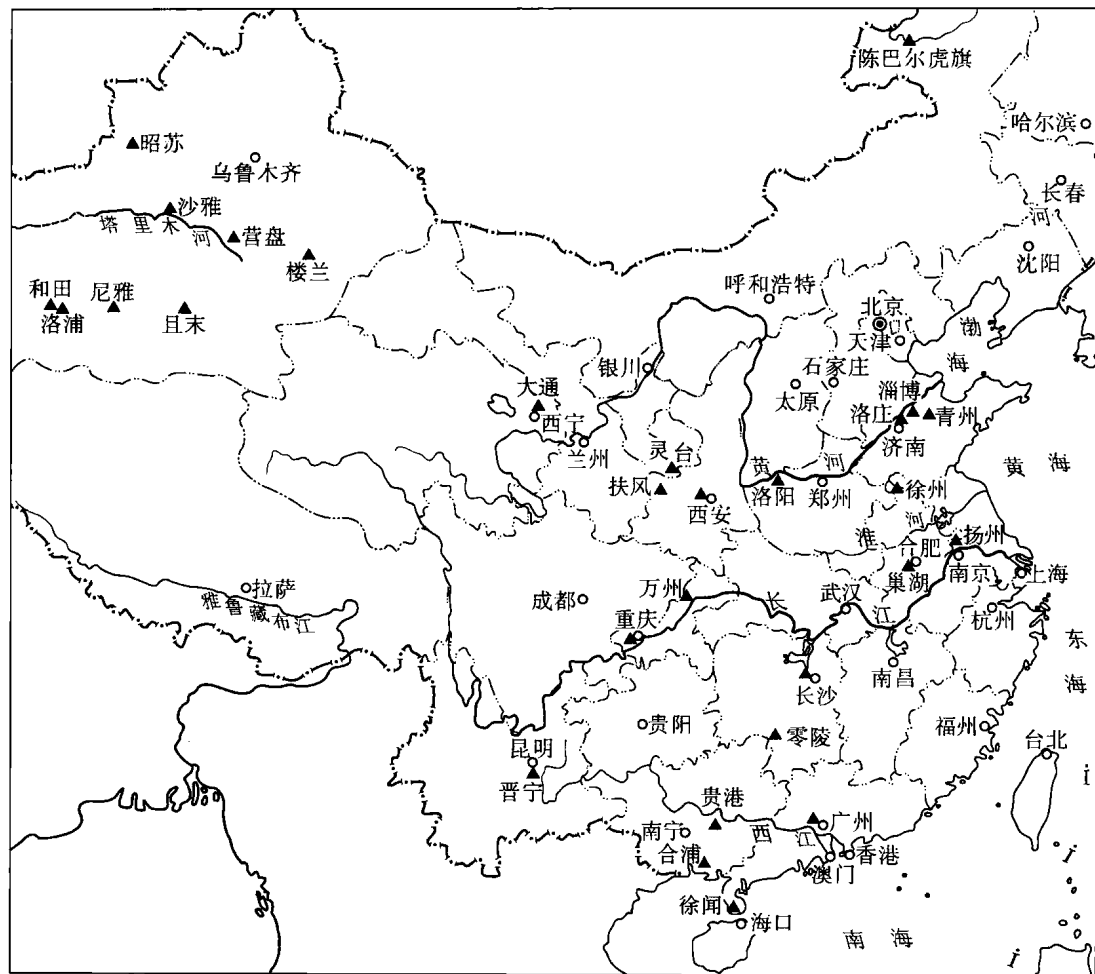 陈巴尔虎旗
哈尔滨
昭苏
乌鲁木齐
长春
沙雅
塔里木河
营盘
河
沈阳
楼兰
和田
尼雅
洛浦
且末
呼和浩特
北京
天津
渤海
银川
石家庄
太原
大通
西宁
淄博
洛庄
青州
济南
兰州
灵台
黄河
黄海
扶风
西安
洛阳
郑州
徐州
淮河
合肥
扬州
巢湖
南京
上海
拉萨
雅鲁藏布江
成都
万州
长江
武汉
杭州
重庆
东海
长沙
南昌
贵阳
零陵
福州
台北
昆明
晋宁
贵港
南宁
西江
广州
合浦
香港
澳门
徐闻
海口
南海